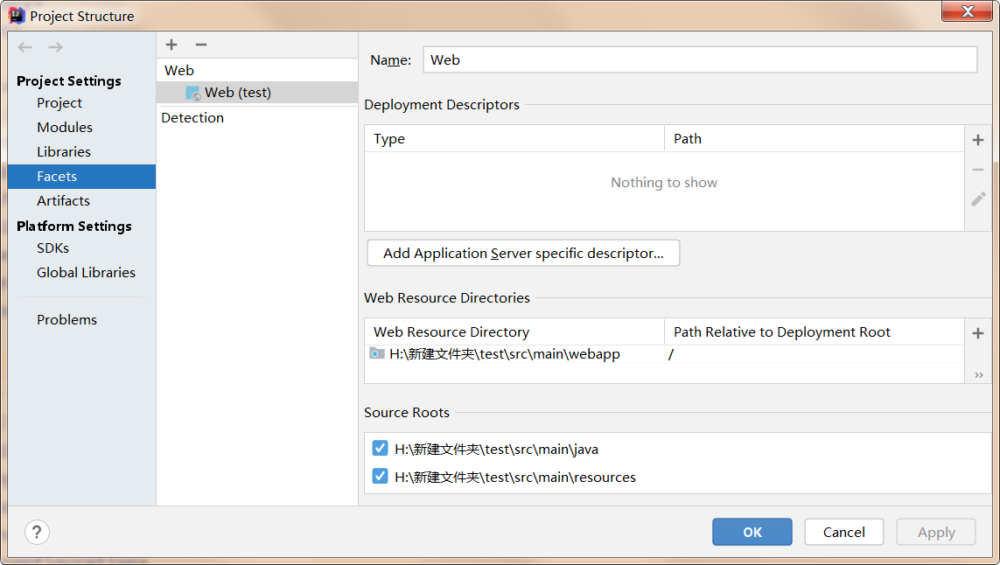 Project Structure
Project Settings
Project
Modules
Libraries
Facets
Artifacts
Platform Settings
SDKs
Global Libraries
Problems
Web
Web (test)
Detection
Name: Web
Deployment Descriptors
Type Path
Nothing to show
Add Application Server specific descriptor...
Web Resource Directories
Web Resource Directory Path Relative to Deployment Root
H:\新建文件夹\test\src\main\webapp /
Source Roots
H:\新建文件夹\test\src\main\java
H:\新建文件夹\test\src\main\resources
? OK Cancel Apply